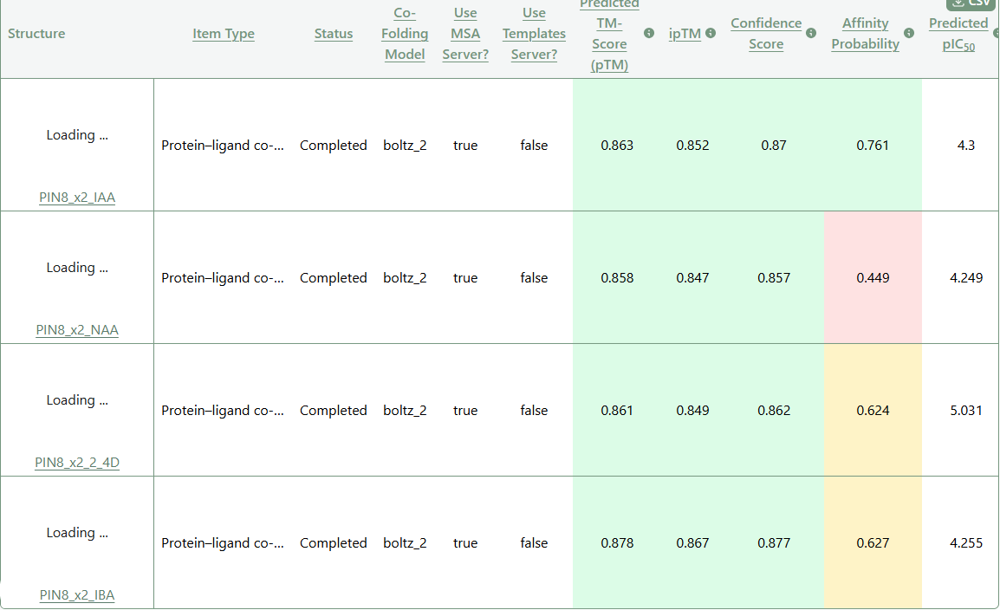 CSV
Structure
Item Type
Status
Co-
Folding
Model
Use
MSA
Server?
Use
Templates
Server?
Predicted
TM-
Score
(pTM)
ipTM
Confidence
Score
Affinity
Probability
Predicted
pIC50
Loading ...
PIN8_x2_IAA
Protein–ligand co-... Completed boltz_2 true false 0.863 0.852 0.87 0.761 4.3
Loading ...
PIN8_x2_NAA
Protein–ligand co-... Completed boltz_2 true false 0.858 0.847 0.857 0.449 4.249
Loading ...
PIN8_x2_2_4D
Protein–ligand co-... Completed boltz_2 true false 0.861 0.849 0.862 0.624 5.031
Loading ...
PIN8_x2_IBA
Protein–ligand co-... Completed boltz_2 true false 0.878 0.867 0.877 0.627 4.255